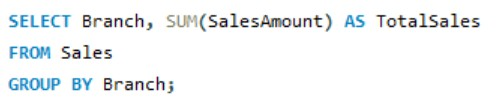 SELECT Branch, SUM(SalesAmount) AS TotalSales
FROM Sales
GROUP BY Branch;